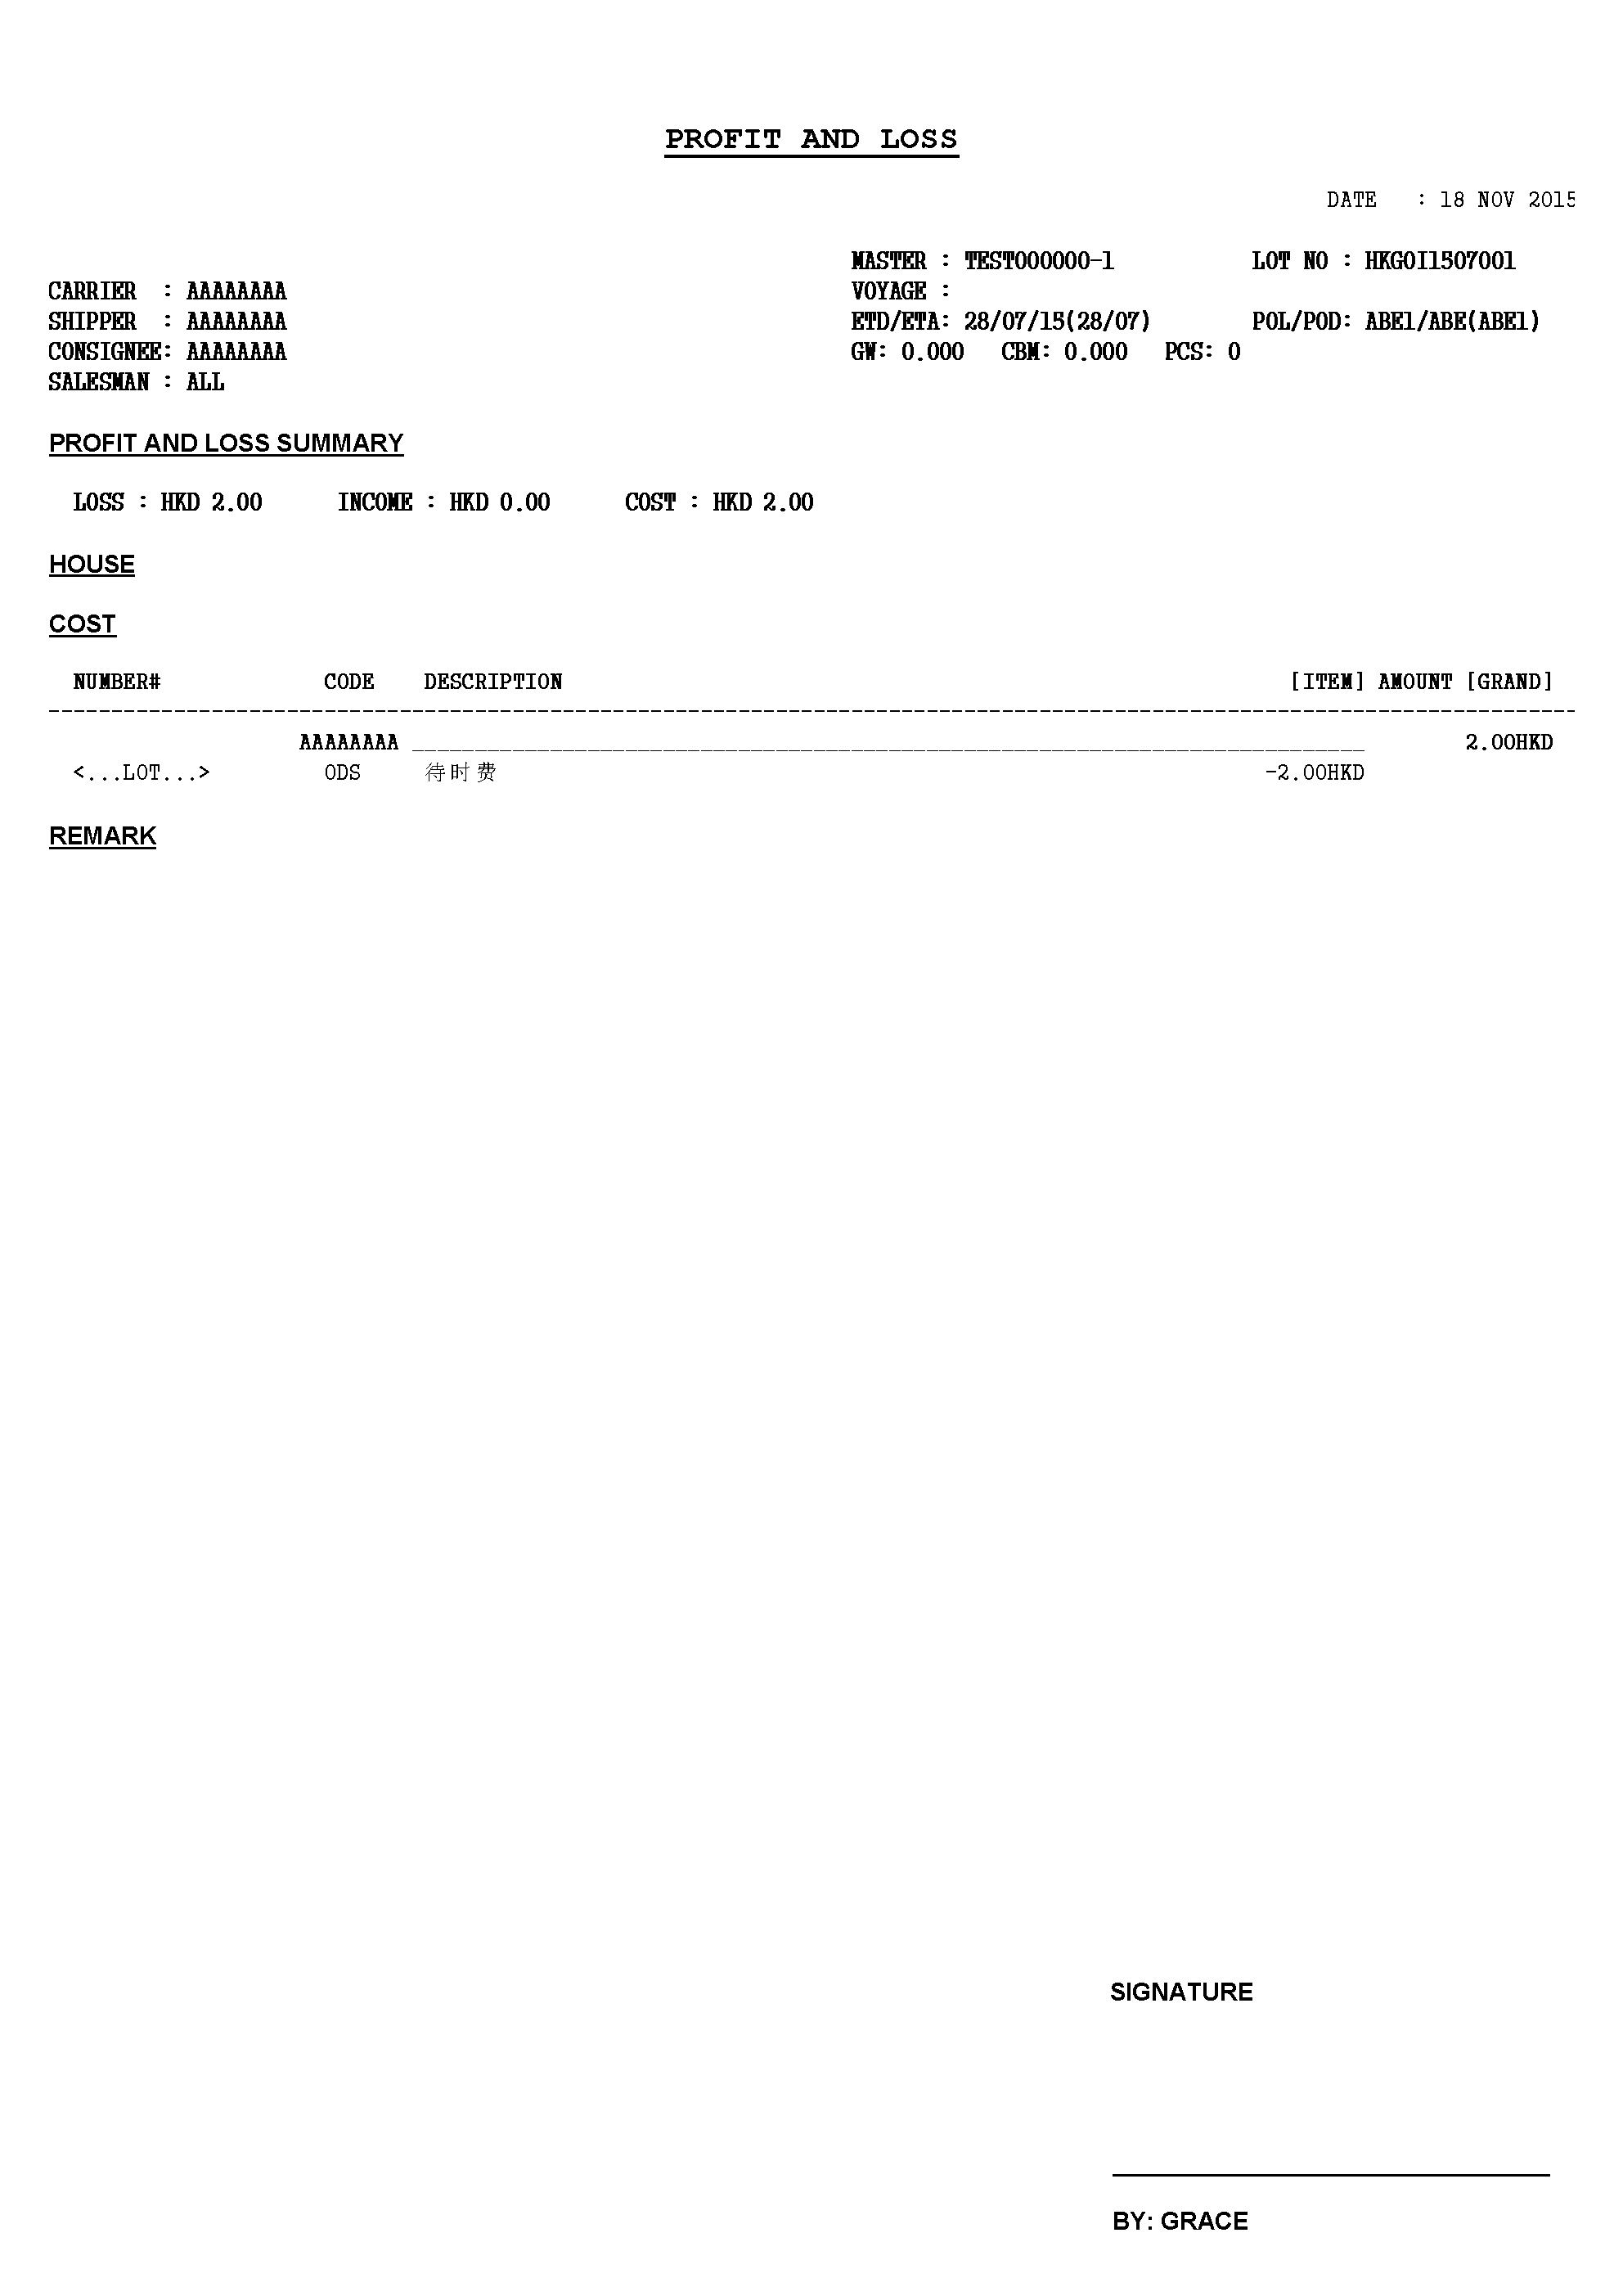 PROFIT AND LOSS
DATE : 18 NOV 2015
MASTER : TEST000000-1 LOT NO : HKGOI1507001
CARRIER : AAAAAAAA VOYAGE :
SHIPPER : AAAAAAAA ETD/ETA: 28/07/15(28/07) POL/POD: ABE1/ABE(ABE1)
CONSIGNEE: AAAAAAAA GW: 0.000 CBM: 0.000 PCS: 0
SALESMAN : ALL
PROFIT AND LOSS SUMMARY
LOSS : HKD 2.00 INCOME : HKD 0.00 COST : HKD 2.00
HOUSE
COST
NUMBER# CODE DESCRIPTION [ITEM] AMOUNT [GRAND]
AAAAAAAA 2.00HKD
<...LOT...> ODS 待时费 -2.00HKD
REMARK
SIGNATURE
BY: GRACE